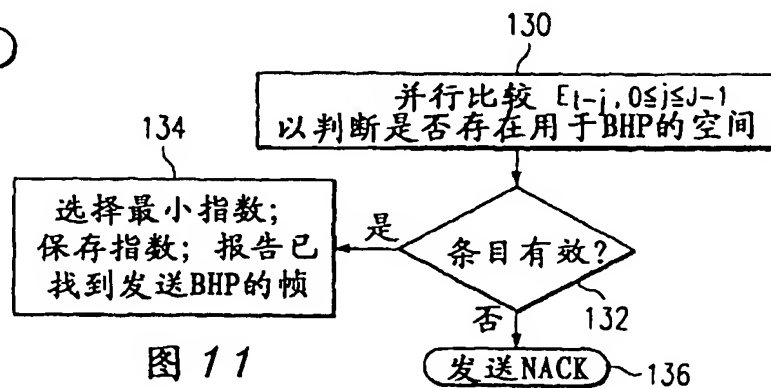 130
并行比较 Et-j,0≦j≦J-1
以判断是否存在用于BHP的空间
134
选择最小指数;
保存指数; 报告已
找到发送BHP的帧
是
条目有效?
132
否
发送NACK
136
图 11